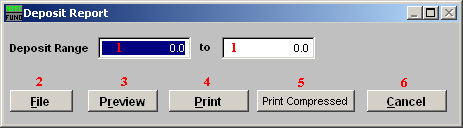 FUND
Deposit Report
Deposit Range 1 0.0 to 1 0.0
2 3 4 5 6
File Preview Print Print Compressed Cancel